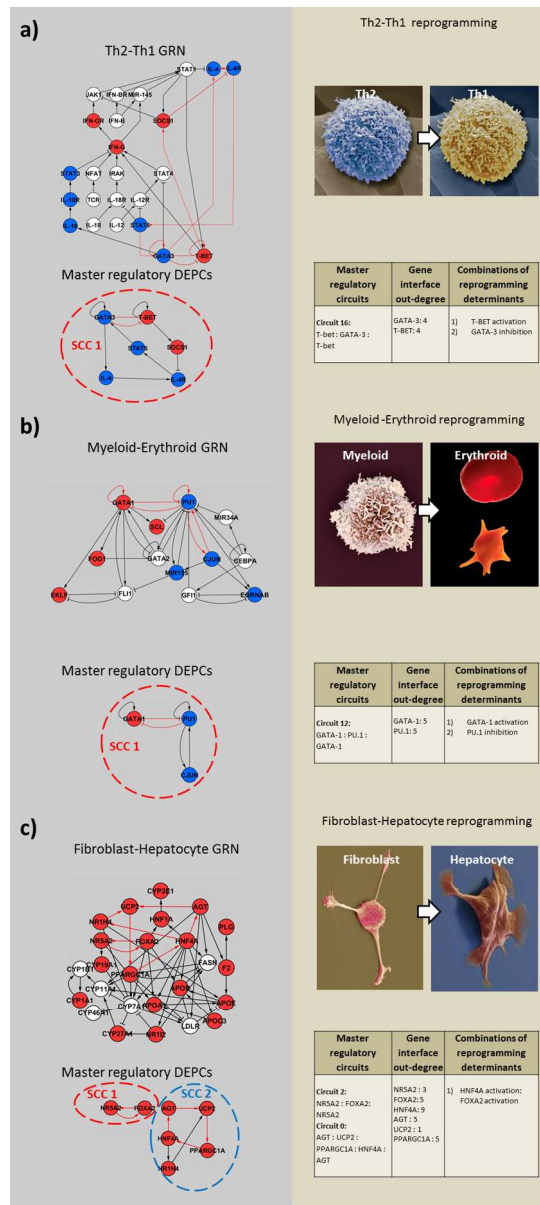 a)
Th2-Th1 GRN
STAT1
IL-4
IL-4R
JAK1
IFN-BR
MIR-145
IFN-GR
IFN-B
SOCS1
IFN-G
STAT3
NFAT
IRAK
STAT4
IL-10R
TCR
IL-18R
IL-12R
IL-10
IL-18
IL-12
STAT6
GATA3
T-BET
Master regulatory DEPCs
GATA3
T-BET
SCC 1
STAT6
SOCS1
IL-4
IL-4R
Th2-Th1 reprogramming
Th2
Th1
Master regulatory circuits
Gene interface out-degree
Combinations of reprogramming determinants
Circuit 16:
T-bet : GATA-3 :
T-bet
GATA-3: 4
T-BET: 4
1) T-BET activation
2) GATA-3 inhibition
b)
Myeloid-Erythroid GRN
GATA1
PU1
SCL
MIR34A
FOG1
GATA2
CJUN
CEBPA
MIR155
EKLF
FLI1
GFI1
EGRNAB
Master regulatory DEPCs
SCC 1
GATA1
PU1
CJUN
Myeloid -Erythroid reprogramming
Myeloid
Erythroid
Master regulatory circuits
Gene interface out-degree
Combinations of reprogramming determinants
Circuit 12:
GATA-1 : PU.1 :
GATA-1
GATA-1: 5
PU.1: 5
1) GATA-1 activation
2) PU.1 inhibition
c)
Fibroblast-Hepatocyte GRN
CYP2E1
UCP2
AGT
NR1H4
HNF1A
PLG
NR5A2
FOXA2
HNF4A
CYP19A1
FASN
CYP1B1
PPARGC1A
F2
CYP11A1
APOB
CYP1A1
CYP7A1
APOA1
APOE
CYP46A1
LDLR
APOC3
CYP27A1
NR1I2
Master regulatory DEPCs
SCC 1
SCC 2
NR5A2
FOXA2
AGT
UCP2
HNF4A
PPARGC1A
NR1H4
Fibroblast-Hepatocyte reprogramming
Fibroblast
Hepatocyte
Master regulatory circuits
Gene interface out-degree
Combinations of reprogramming determinants
Circuit 2:
NR5A2 : FOXA2:
NR5A2
Circuit 0:
AGT : UCP2 :
PPARGC1A : HNF4A :
AGT
NR5A2 : 3
FOXA2: 5
HNF4A: 9
AGT : 5
UCP2 : 1
PPARGC1A : 5
1) HNF4A activation:
FOXA2 activation